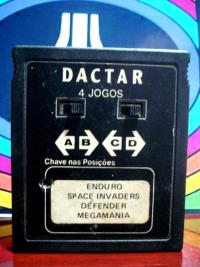 DACTAR
4 JOGOS
A B C D
Chave nas Posições
ENDURO
SPACE INVADERS
DEFENDER
MEGAMANIA